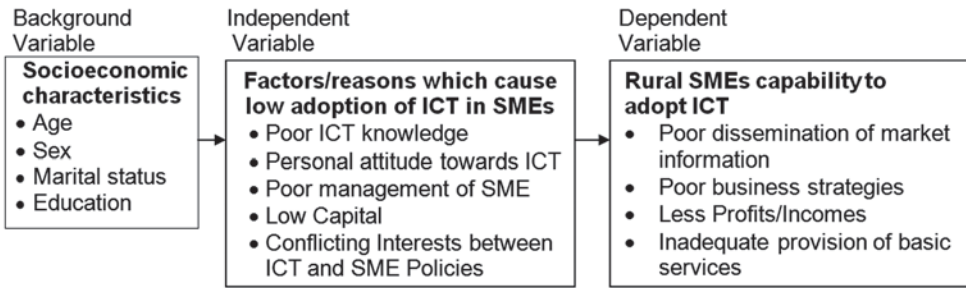 Background
Variable
Socioeconomic
characteristics
• Age
• Sex
• Marital status
• Education
Independent
Variable
Factors/reasons which cause
low adoption of ICT in SMEs
• Poor ICT knowledge
• Personal attitude towards ICT
• Poor management of SME
• Low Capital
• Conflicting Interests between
ICT and SME Policies
Dependent
Variable
Rural SMEs capability to
adopt ICT
• Poor dissemination of market
information
• Poor business strategies
• Less Profits/Incomes
• Inadequate provision of basic
services